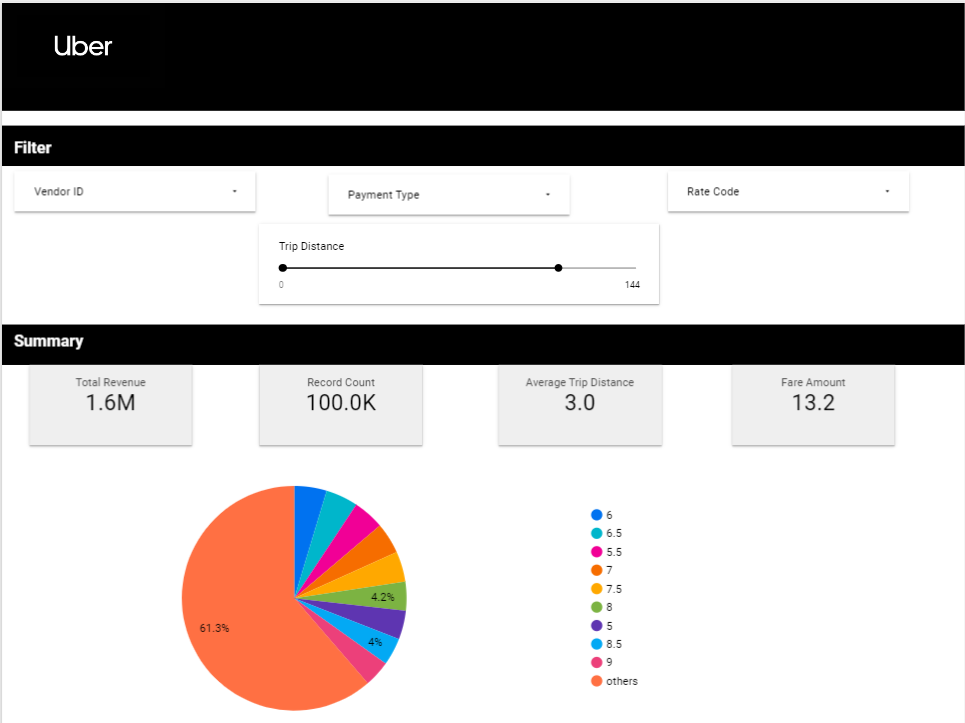 Uber
Filter
Vendor ID
Payment Type
Rate Code
Trip Distance
0
144
Summary
Total Revenue
1.6M
Record Count
100.0K
Average Trip Distance
3.0
Fare Amount
13.2
61.3%
4.2%
4%
6
6.5
5.5
7
7.5
8
5
8.5
9
others